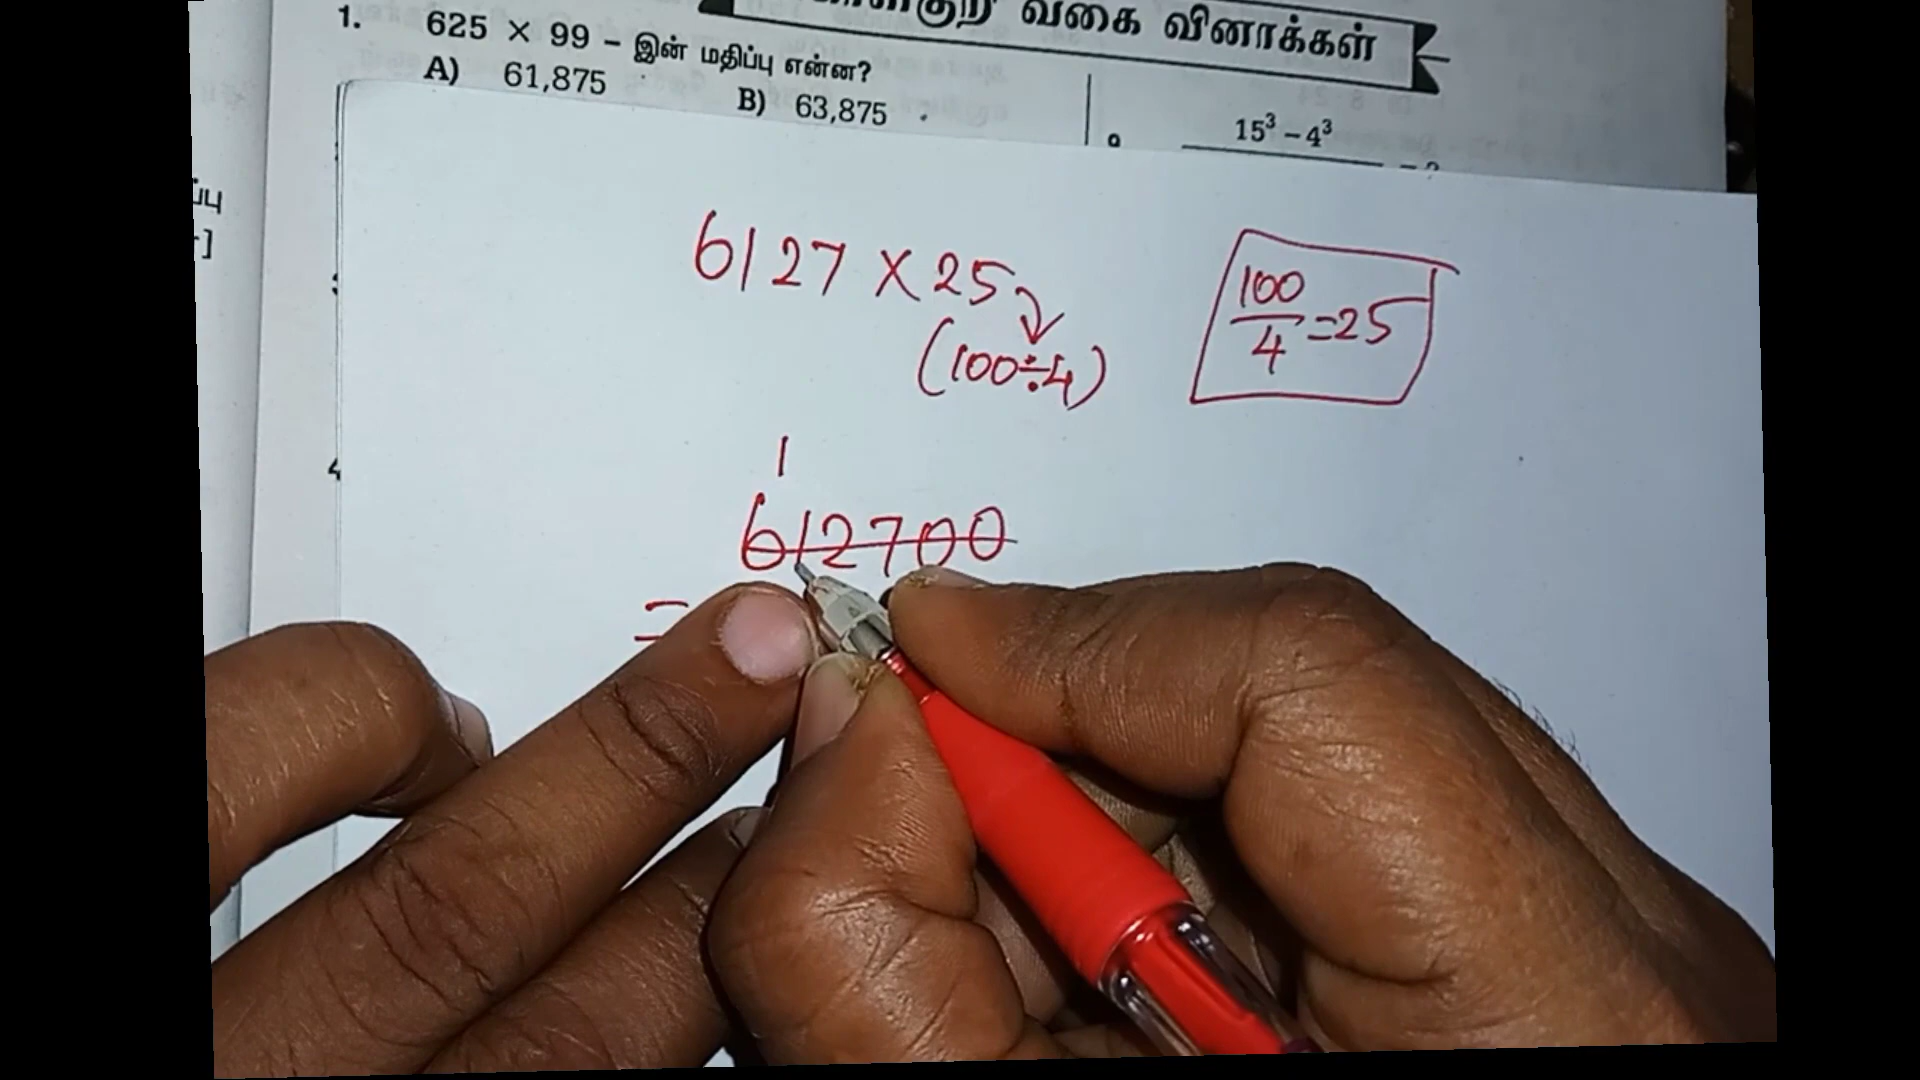 வகை வினாக்கள்
1. 625 × 99 – இன் மதிப்பு என்ன?
A) 61,875 B) 63,875
15³ – 4³
6127 × 25
(100÷4)
100
4
=25
1
612700
=
4